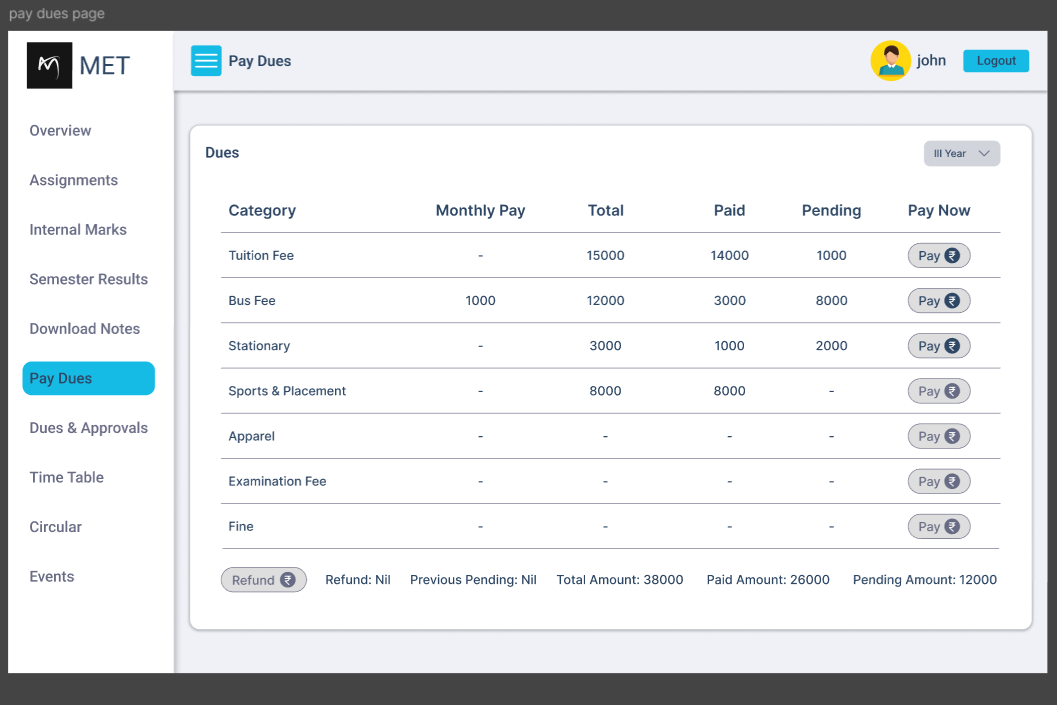 pay dues page
MET
Pay Dues
john
Logout
Overview
Assignments
Internal Marks
Semester Results
Download Notes
Pay Dues
Dues & Approvals
Time Table
Circular
Events
Dues
III Year
Category Monthly Pay Total Paid Pending Pay Now
Tuition Fee - 15000 14000 1000 Pay ₹
Bus Fee 1000 12000 3000 8000 Pay ₹
Stationary - 3000 1000 2000 Pay ₹
Sports & Placement - 8000 8000 - Pay ₹
Apparel - - - - Pay ₹
Examination Fee - - - - Pay ₹
Fine - - - - Pay ₹
Refund ₹ Refund: Nil Previous Pending: Nil Total Amount: 38000 Paid Amount: 26000 Pending Amount: 12000